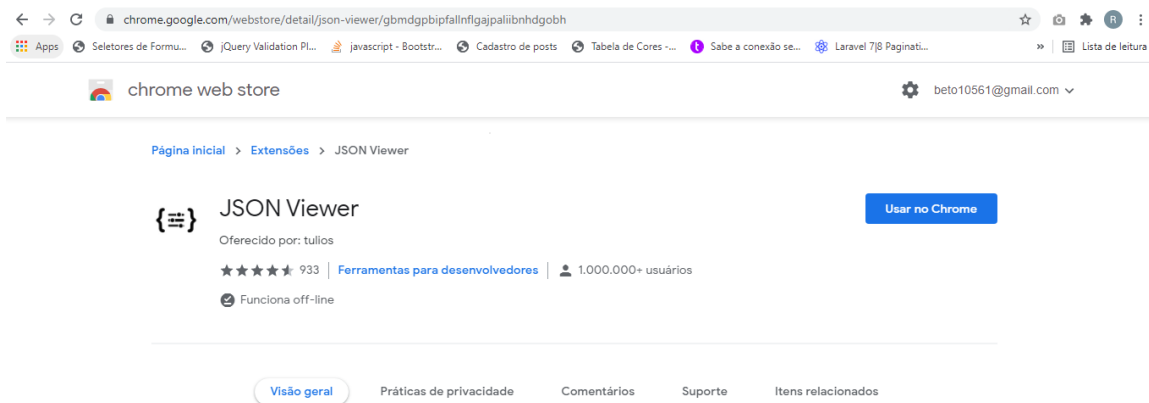 chrome.google.com/webstore/detail/json-viewer/gbmdgpbipfallnflgajpaliibnhdgobh
R
Apps Seletores de Formu... jQuery Validation Pl... javascript - Bootstr... Cadastro de posts Tabela de Cores -... Sabe a conexão se... Laravel 7|8 Paginati... » Lista de leitura
chrome web store beto10561@gmail.com
Página inicial > Extensões > JSON Viewer
JSON Viewer
Usar no Chrome
Oferecido por: tulios
933 | Ferramentas para desenvolvedores | 1.000.000+ usuários
Funciona off-line
Visão geral Práticas de privacidade Comentários Suporte Itens relacionados